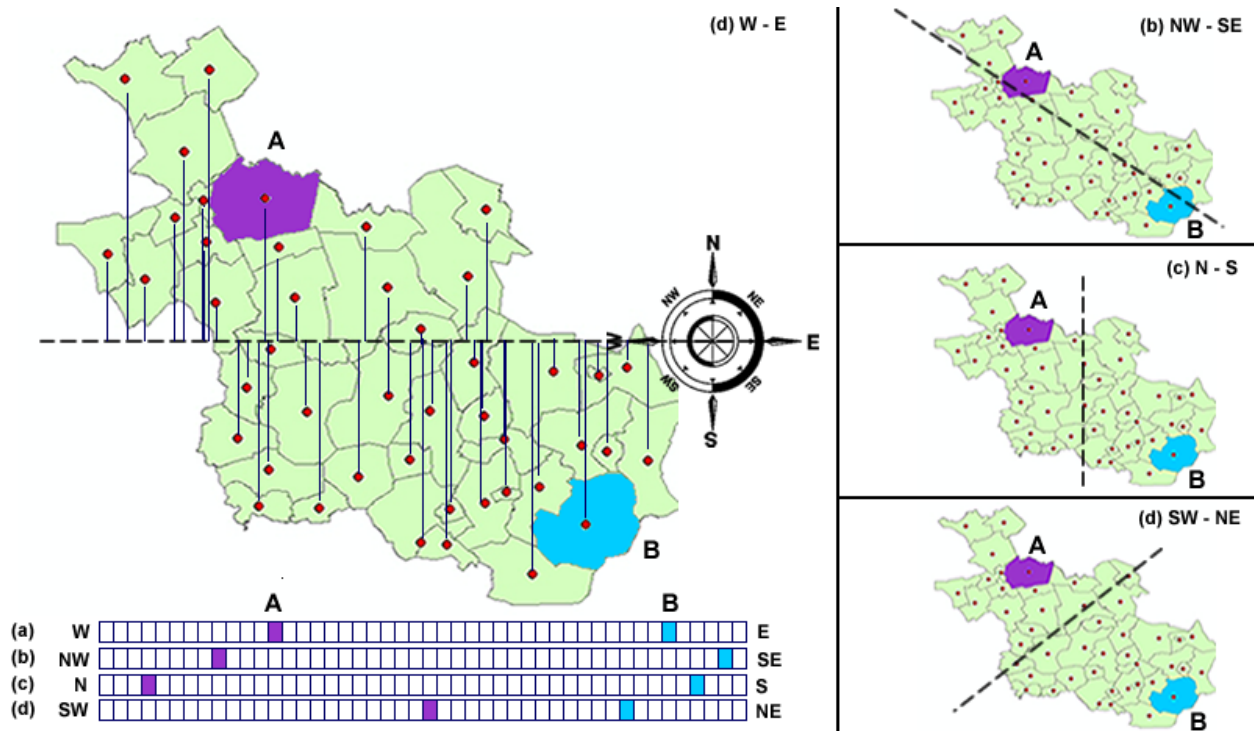 (d) W - E
A
B
N
NE
E
SE
S
SW
W
NW
A B
(a) W E
(b) NW SE
(c) N S
(d) SW NE
(b) NW - SE
A
B
(c) N - S
A
B
(d) SW - NE
A
B